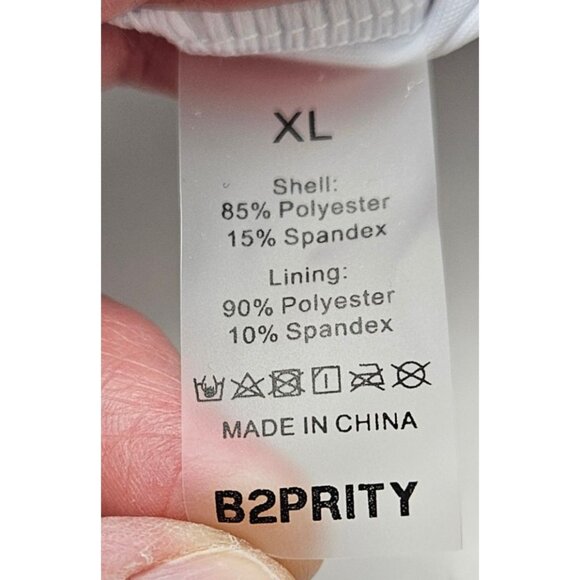 XL
Shell:
85% Polyester
15% Spandex
Lining:
90% Polyester
10% Spandex
MADE IN CHINA
B2PRITY